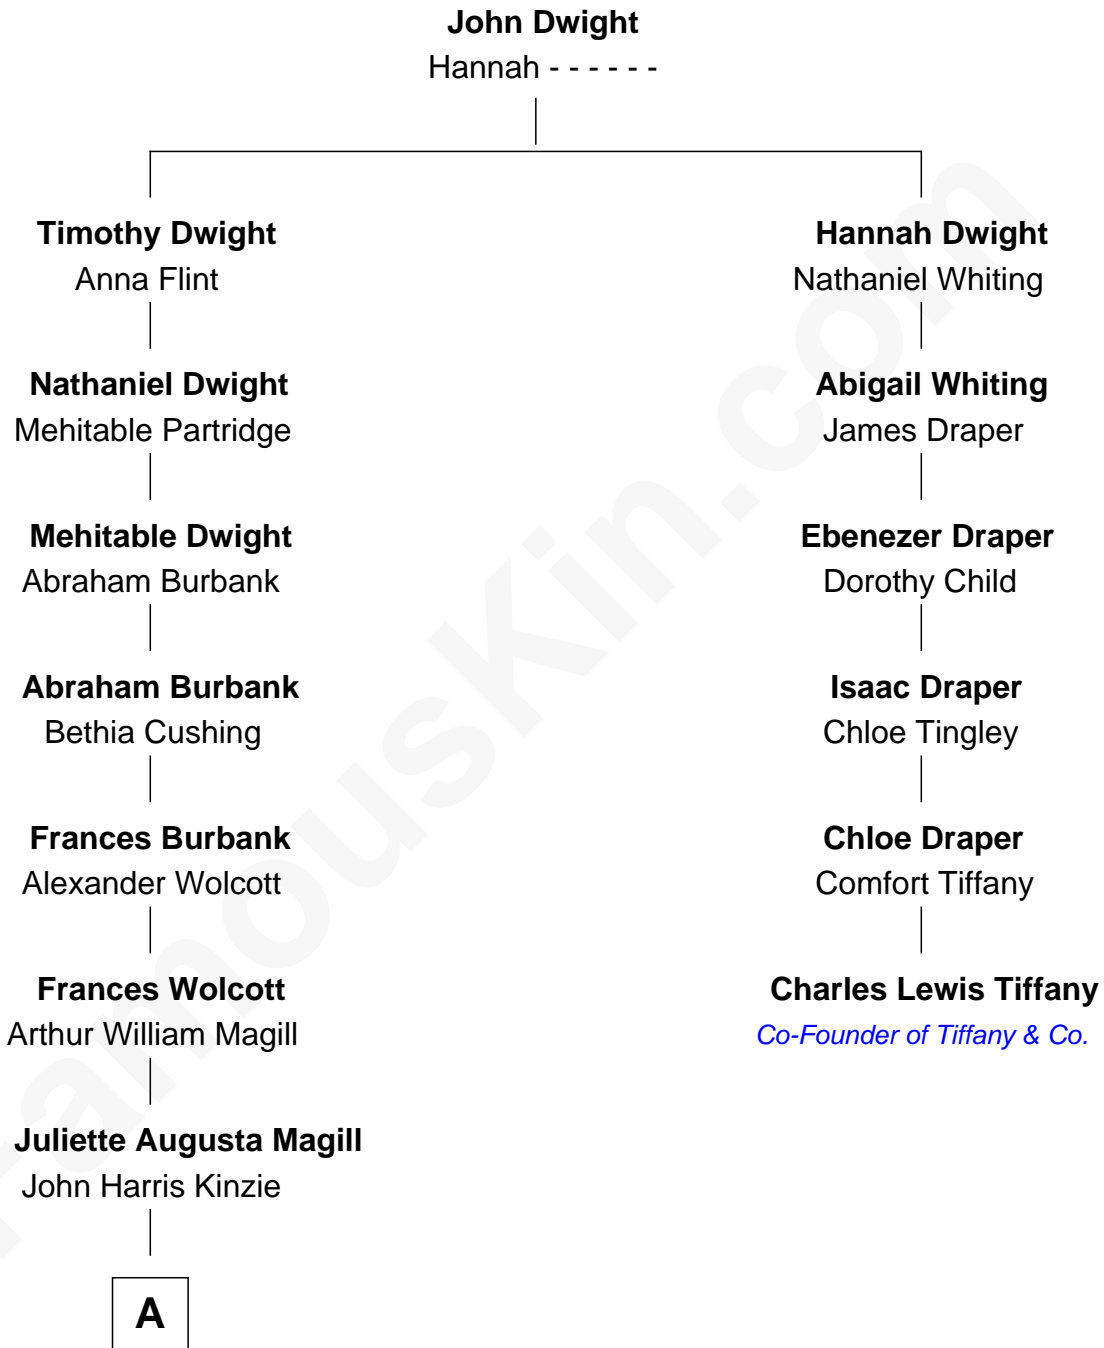 John Dwight
Hannah - - - - - -
Timothy Dwight
Anna Flint
Hannah Dwight
Nathaniel Whiting
Nathaniel Dwight
Mehitable Partridge
Abigail Whiting
James Draper
Mehitable Dwight
Abraham Burbank
Ebenezer Draper
Dorothy Child
Abraham Burbank
Bethia Cushing
Isaac Draper
Chloe Tingley
Frances Burbank
Alexander Wolcott
Chloe Draper
Comfort Tiffany
Frances Wolcott
Arthur William Magill
Charles Lewis Tiffany
Co-Founder of Tiffany & Co.
Juliette Augusta Magill
John Harris Kinzie
A
FamousKin.com